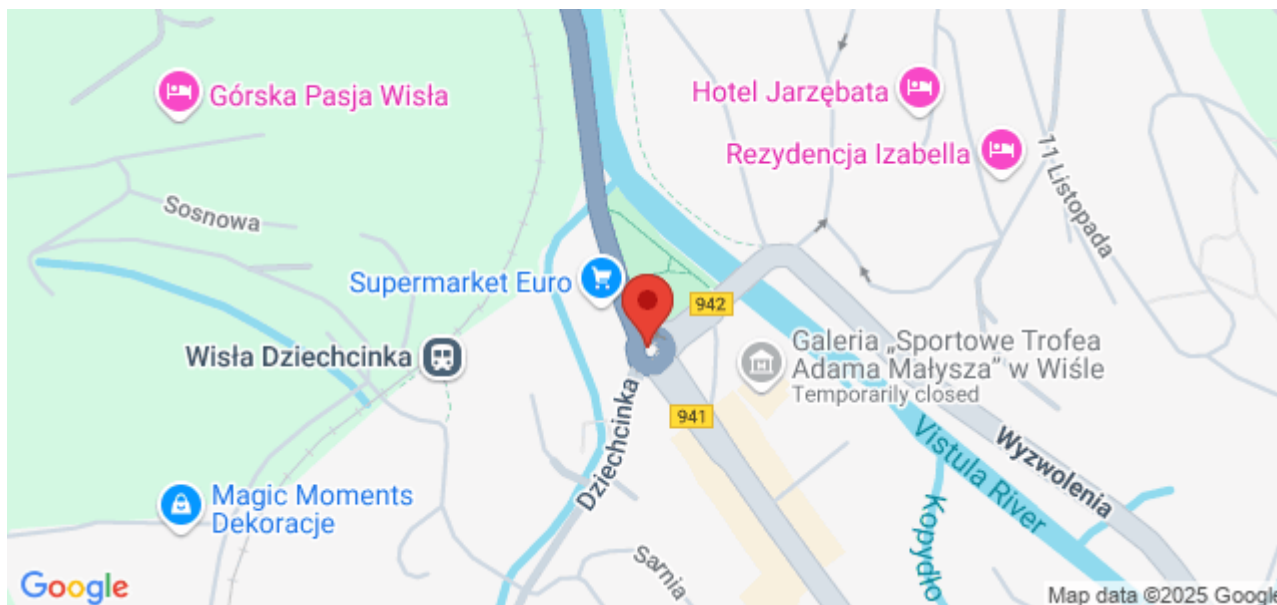 Górska Pasja Wisła
Hotel Jarzębata
Rezydencja Izabella
11 Listopada
Sosnowa
Supermarket Euro
942
Wisła Dziechcinka
Galeria „Sportowe Trofea
Adama Małysza” w Wiśle
Temporarily closed
941
Dziechcinka
Wyzwolenia
Vistula River
Magic Moments
Dekoracje
Kopydło
Sarnia
Google
Map data ©2025 Google